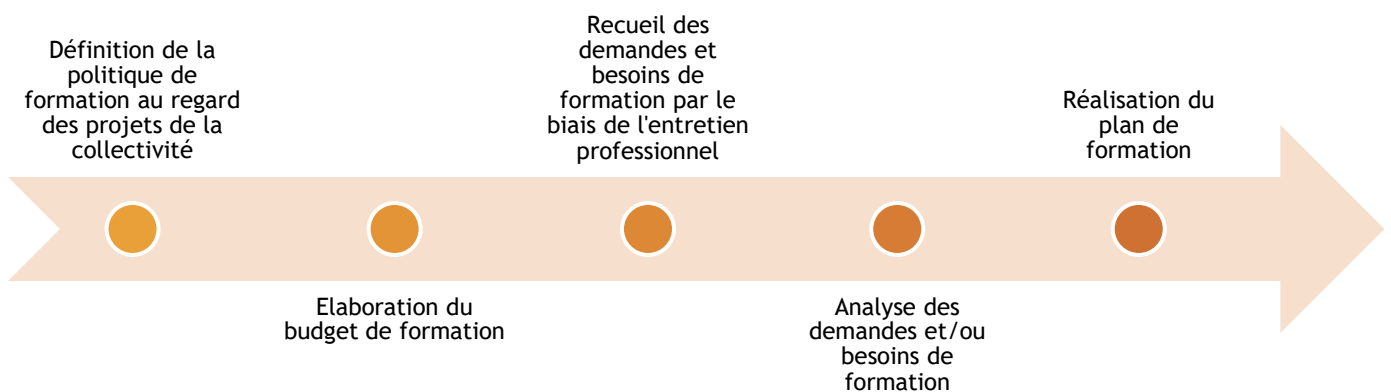 Définition de la
politique de
formation au regard
des projets de la
collectivité
Elaboration du
budget de formation
Recueil des
demandes et
besoins de
formation par le
biais de l'entretien
professionnel
Analyse des
demandes et/ou
besoins de
formation
Réalisation du
plan de
formation